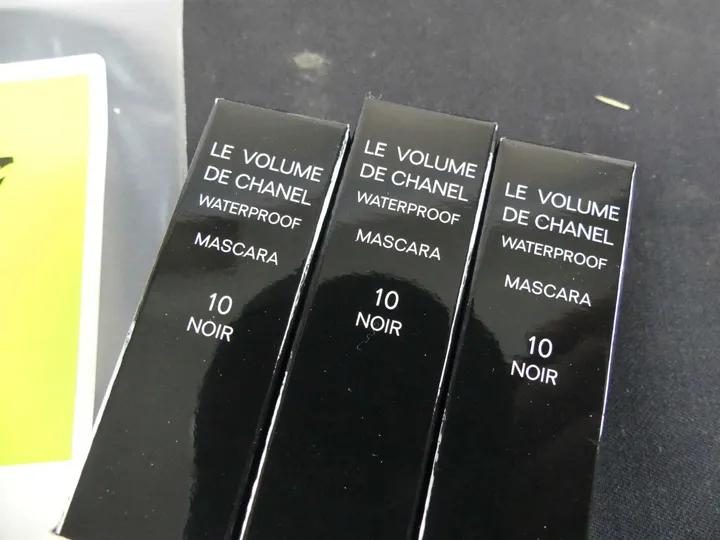 LE VOLUME
DE CHANEL
WATERPROOF
MASCARA
10
NOIR
LE VOLUME
DE CHANEL
WATERPROOF
MASCARA
10
NOIR
LE VOLUME
DE CHANEL
WATERPROOF
MASCARA
10
NOIR